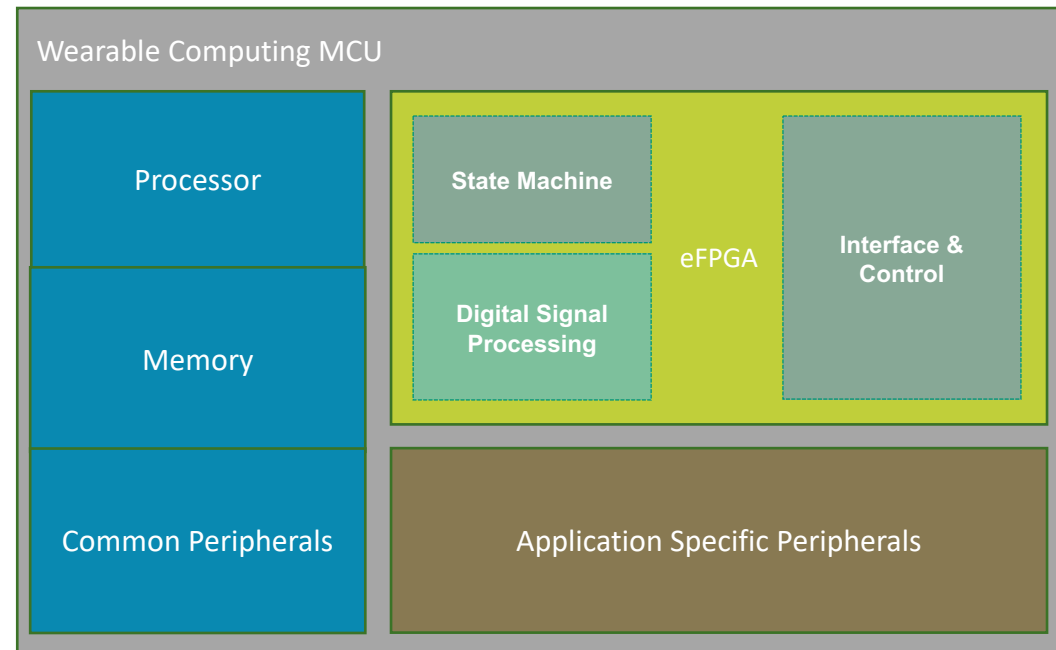 Wearable Computing MCU
Processor
Memory
Common Peripherals
State Machine
Digital Signal
Processing
eFPGA
Interface &
Control
Application Specific Peripherals